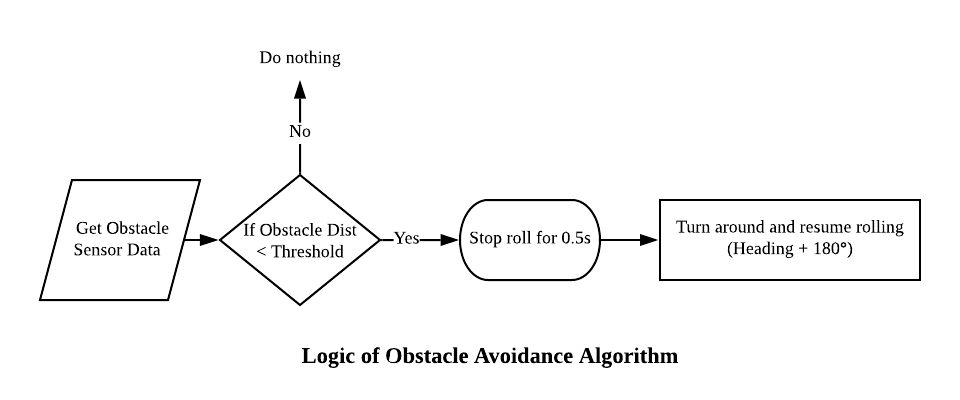 Do nothing
No
Get Obstacle
Sensor Data
If Obstacle Dist
< Threshold
Yes
Stop roll for 0.5s
Turn around and resume rolling
(Heading + 180°)
Logic of Obstacle Avoidance Algorithm